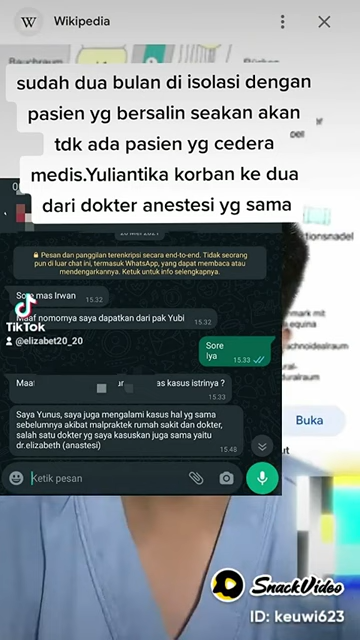 Wikipedia
Bauchraum
Rücken
sudah dua bulan di isolasi dengan
pasien yg bersalin seakan akan
tdk ada pasien yg cedera
medis.Yuliantika korban ke dua
dari dokter anestesi yg sama
Pesan dan panggilan terenkripsi secara end-to-end. Tidak seorang
pun di luar chat ini, termasuk WhatsApp, yang dapat membaca atau
mendengarkannya. Ketuk untuk info selengkapnya.
mas Irwan
15.32
Maaf nomornya saya dapatkan dari pak Yubi
15.32
TikTok
@elizabet20_20
Sore
Iya
15.33
as kasus istrinya ?
15.33
Saya Yunus, saya juga mengalami kasus hal yg sama
sebelumnya akibat malpraktek rumah sakit dan dokter,
salah satu dokter yg saya kasuskan juga sama yaitu
dr.elizabeth (anastesi)
15.48
Ketik pesan
Buka
SnackVideo
ID: keuwi623